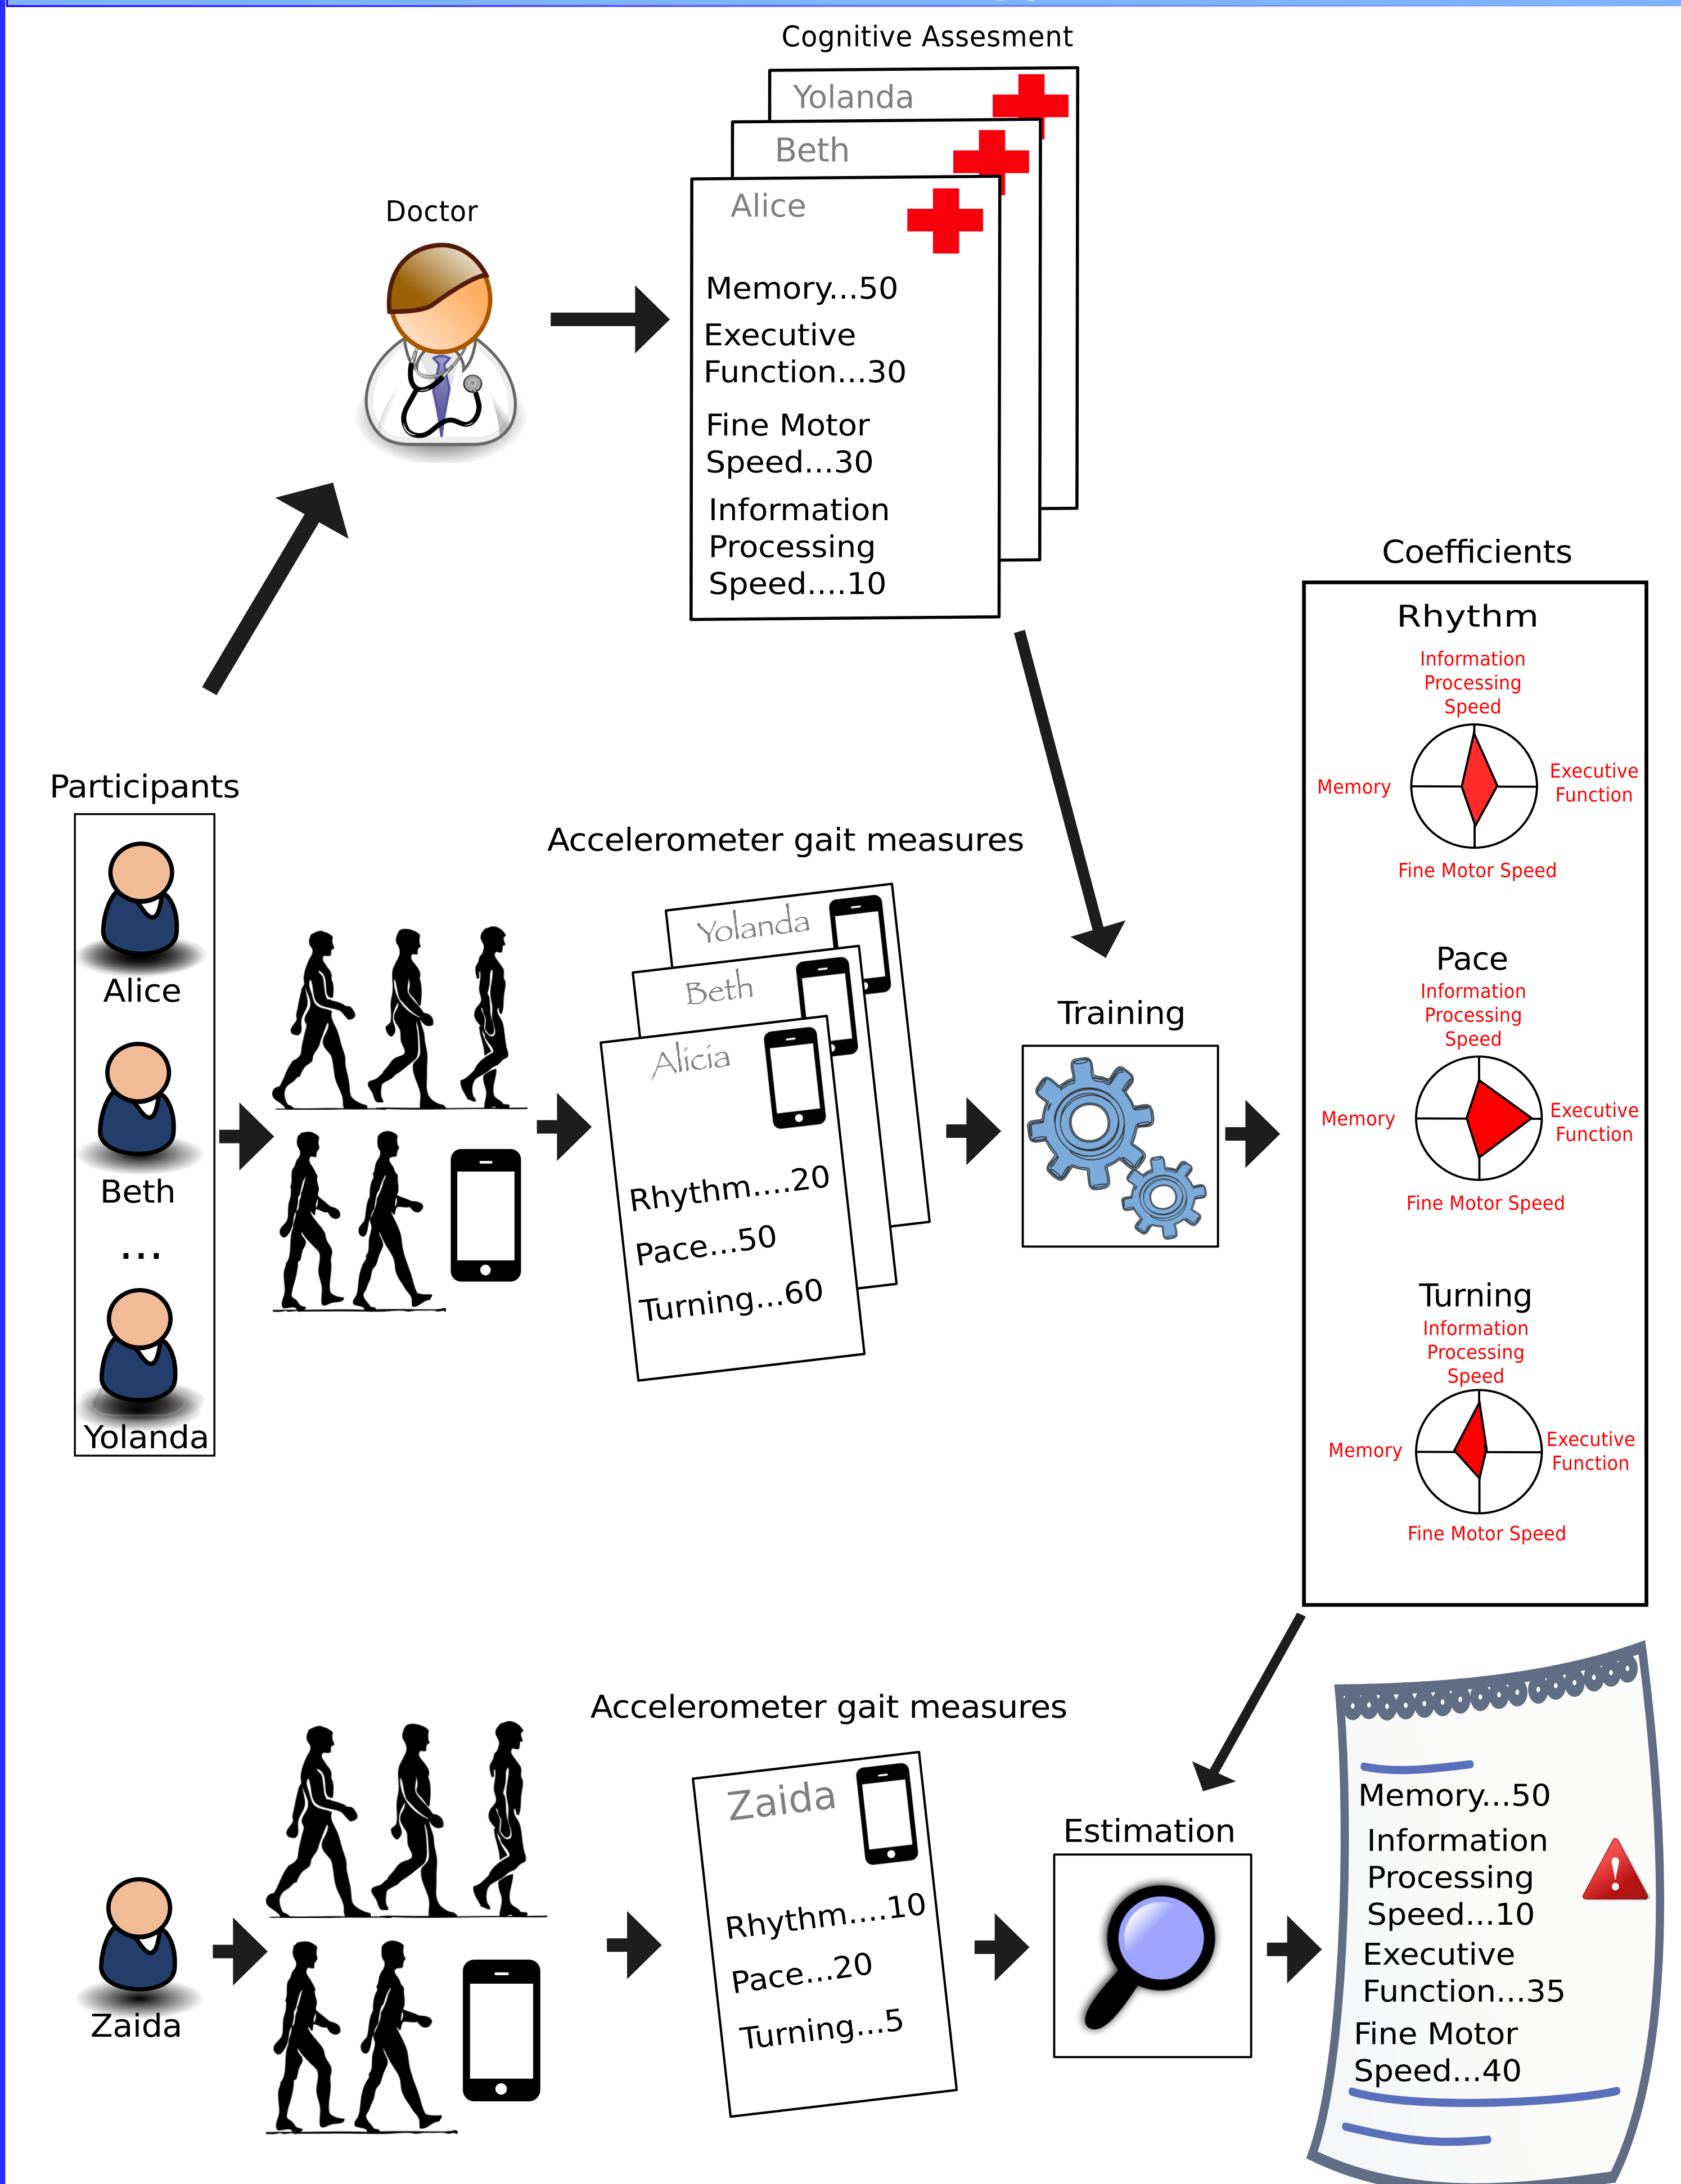 Cognitive Assesment
Yolanda
Beth
Alice
Memory...50
Executive
Function...30
Fine Motor
Speed...30
Information
Processing
Speed....10
Doctor
Participants
Alice
Beth
...
Yolanda
Accelerometer gait measures
Yolanda
Beth
Alicia
Rhythm....20
Pace...50
Turning...60
Training
Coefficients
Rhythm
Information
Processing
Speed
Memory
Executive
Function
Fine Motor Speed
Pace
Information
Processing
Speed
Memory
Executive
Function
Fine Motor Speed
Turning
Information
Processing
Speed
Memory
Executive
Function
Fine Motor Speed
Zaida
Accelerometer gait measures
Zaida
Rhythm....10
Pace...20
Turning...5
Estimation
Memory...50
Information
Processing
Speed...10
!
Executive
Function...35
Fine Motor
Speed...40